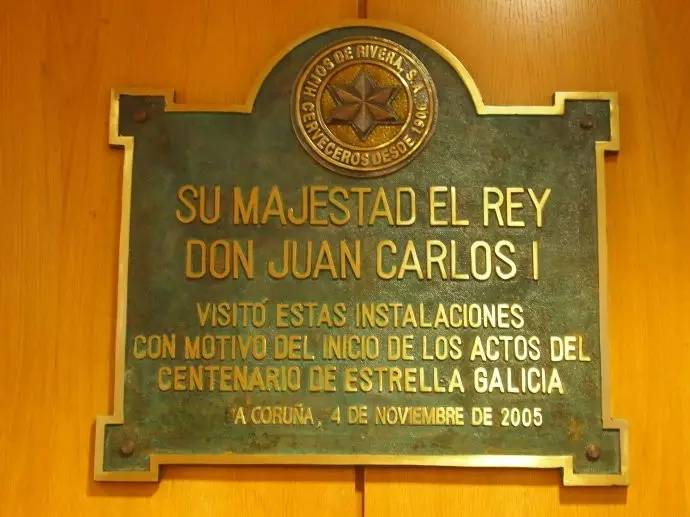 HIJOS DE RIVERA, S.A.
CERVECEROS DESDE 1906
SU MAJESTAD EL REY
DON JUAN CARLOS I
VISITÓ ESTAS INSTALACIONES
CON MOTIVO DEL INICIO DE LOS ACTOS DEL
CENTENARIO DE ESTRELLA GALICIA
A CORUÑA, 4 DE NOVIEMBRE DE 2005